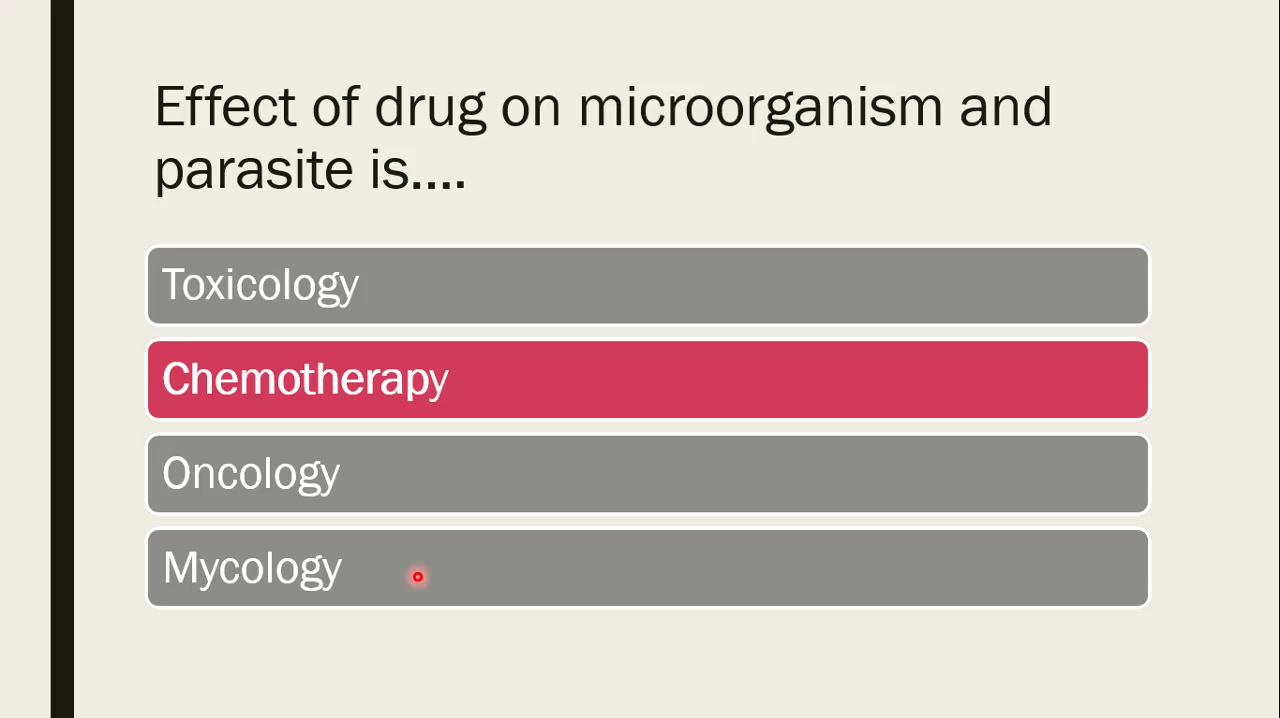 Effect of drug on microorganism and
parasite is....
Toxicology
Chemotherapy
Oncology
Mycology